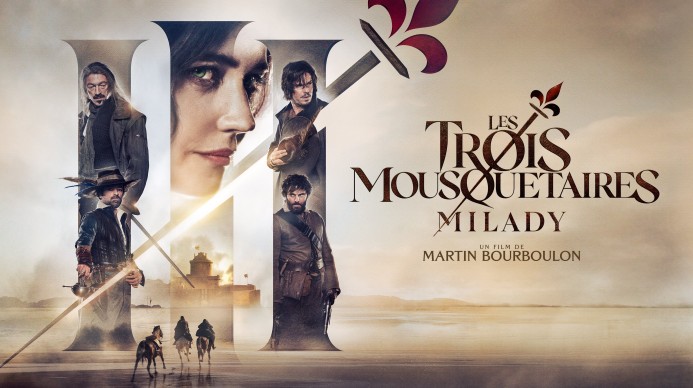 LES
TROIS
MOUSQUETAIRES
MILADY
UN FILM DE
MARTIN BOURBOULON